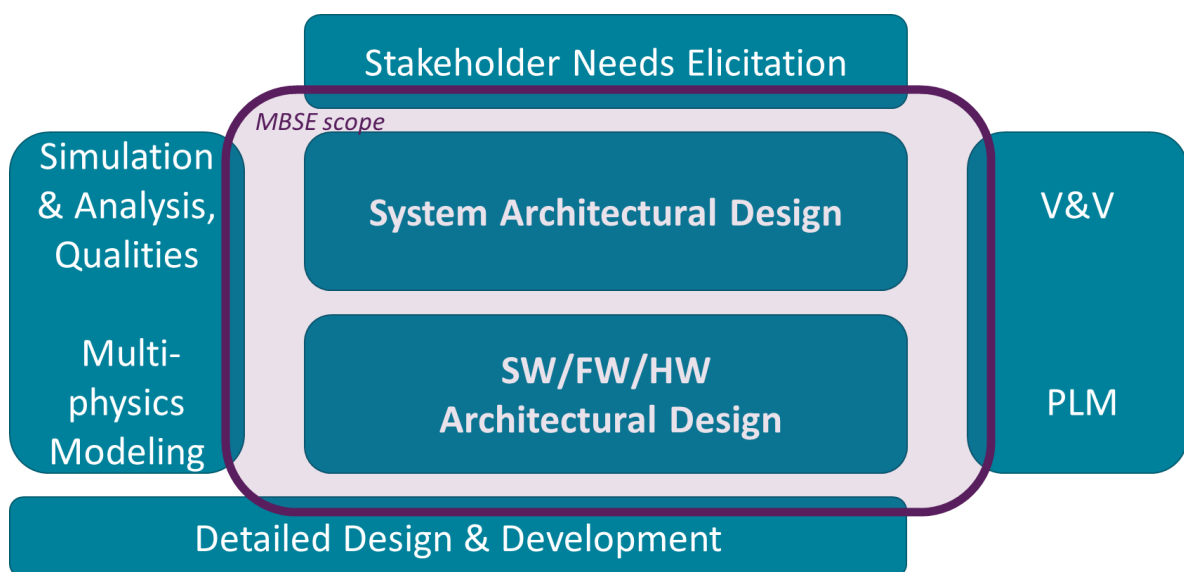 Stakeholder Needs Elicitation
MBSE scope
Simulation
& Analysis,
Qualities
Multi-
physics
Modeling
System Architectural Design
SW/FW/HW
Architectural Design
V&V
PLM
Detailed Design & Development